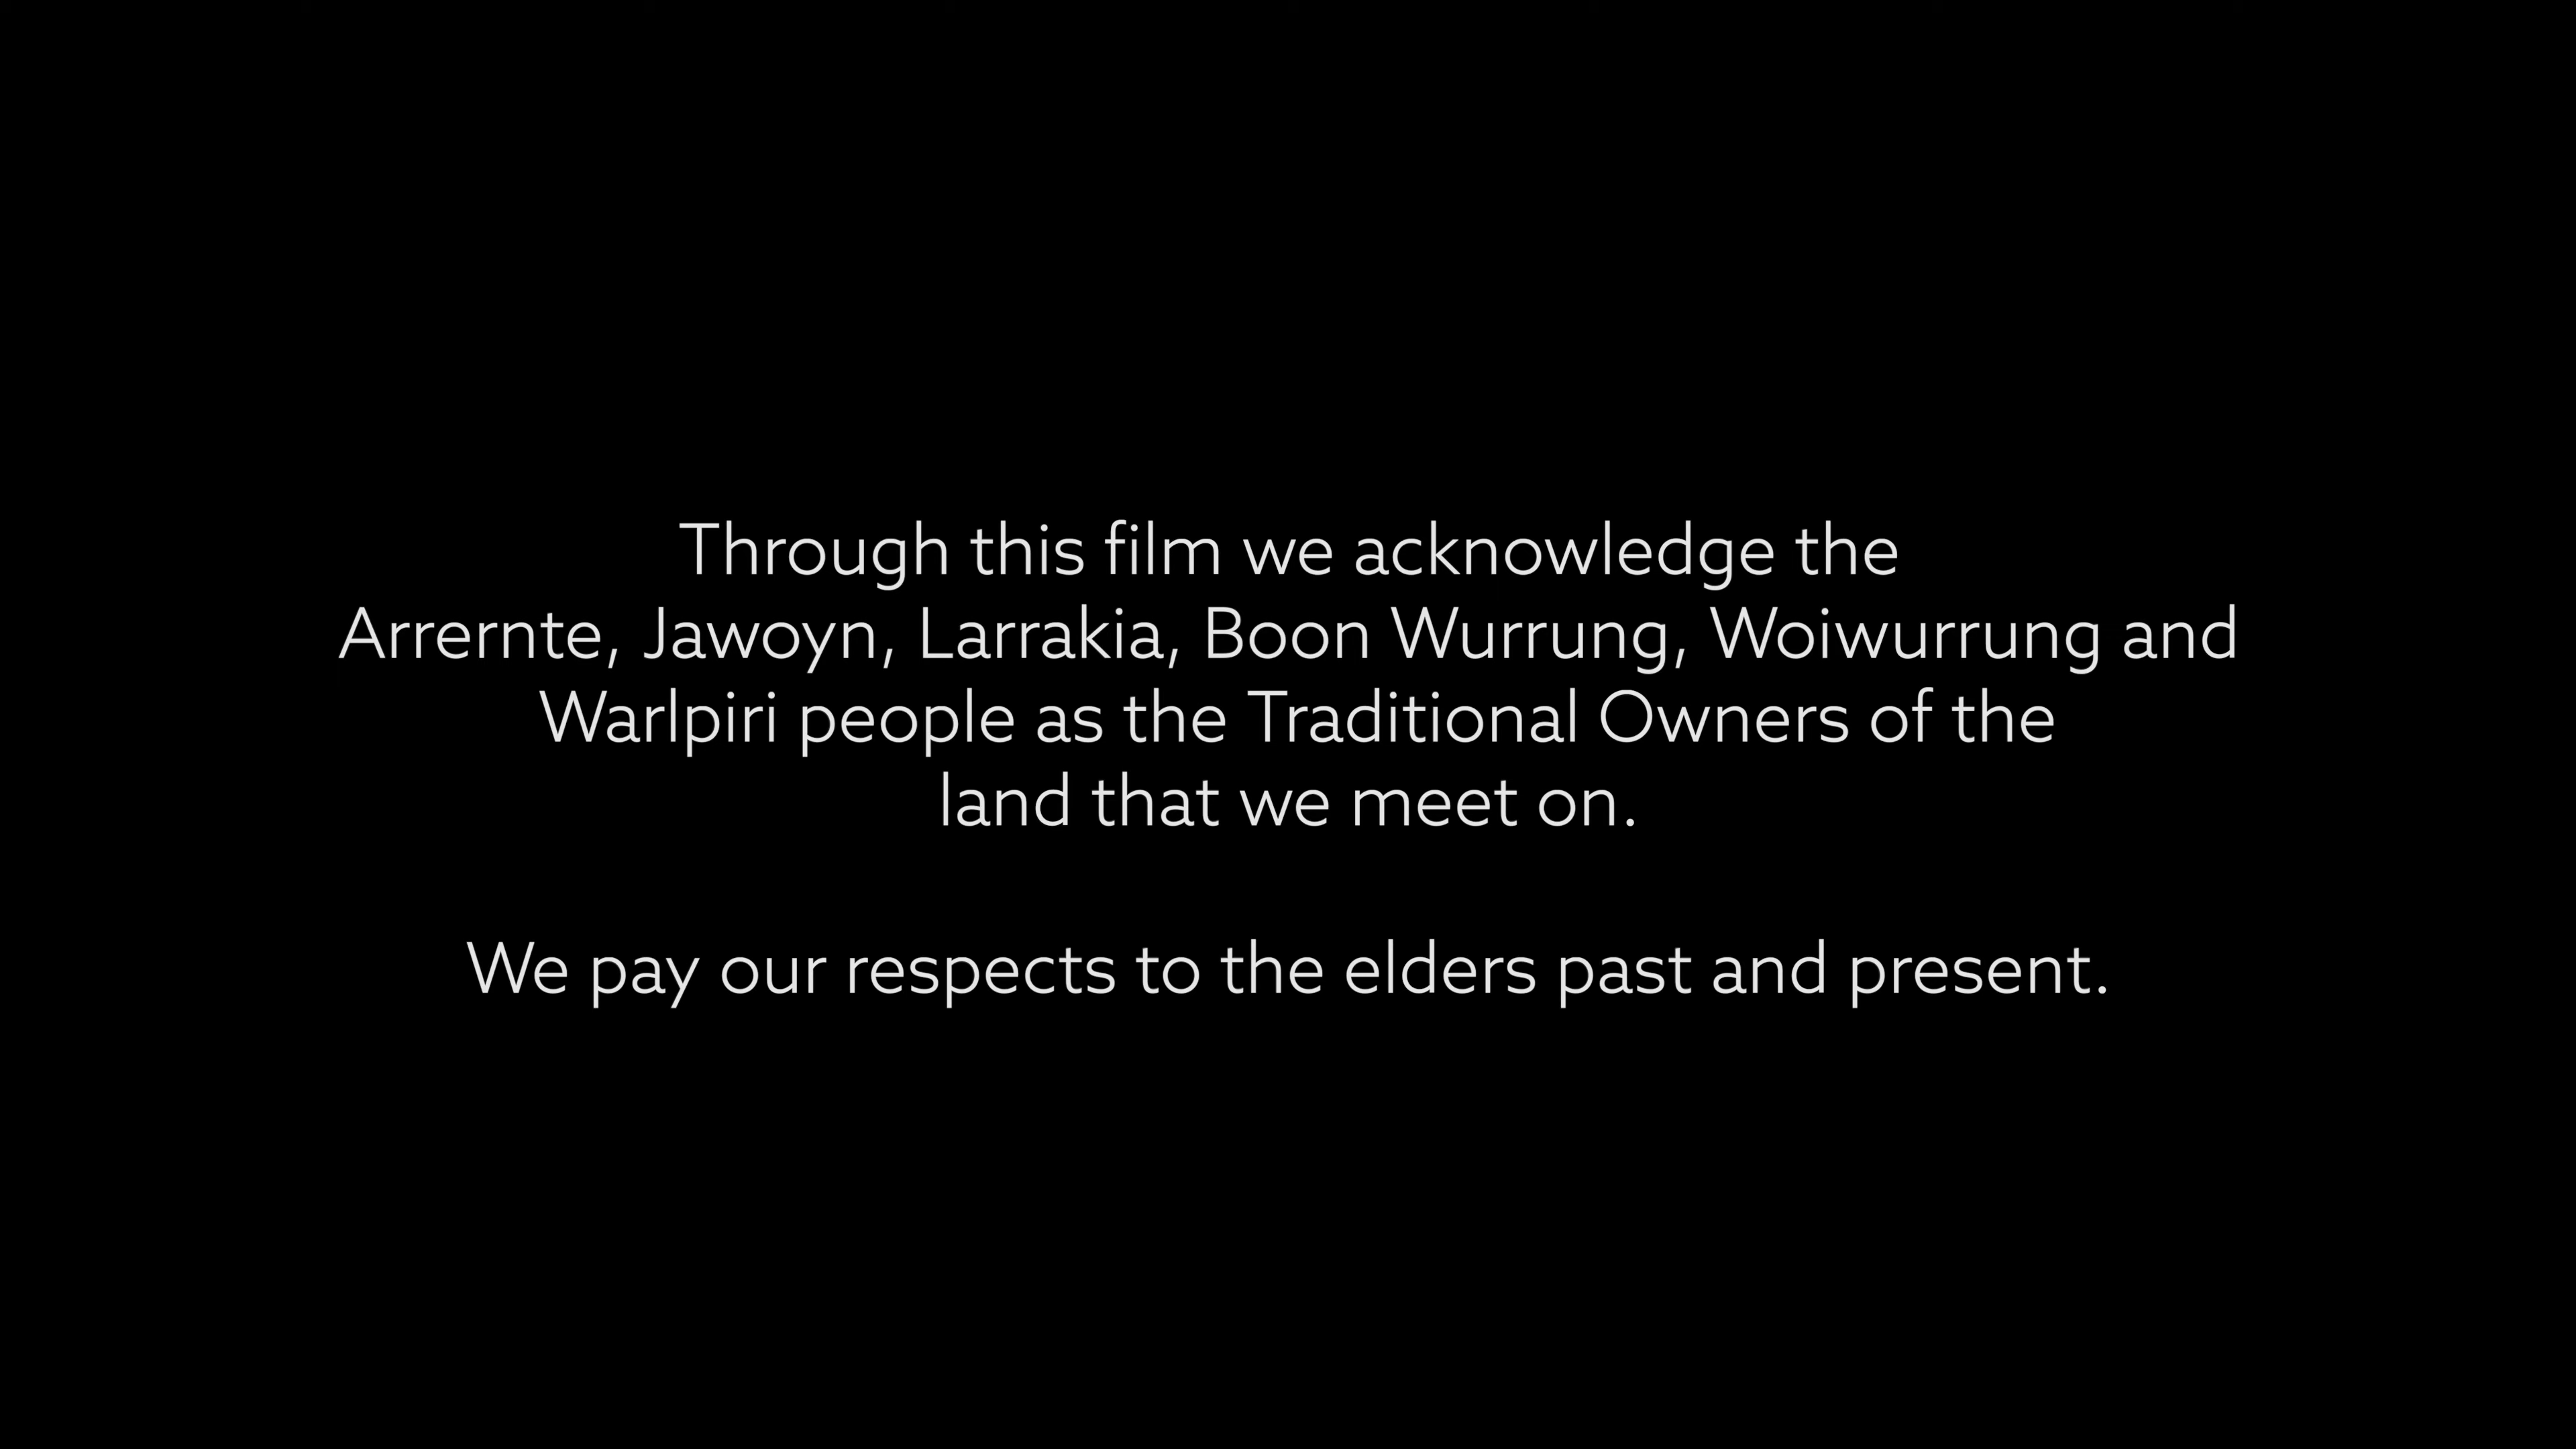 Through this film we acknowledge the
Arrernte, Jawoyn, Larrakia, Boon Wurrung, Woiwurrung and
Warlpiri people as the Traditional Owners of the
land that we meet on.
We pay our respects to the elders past and present.